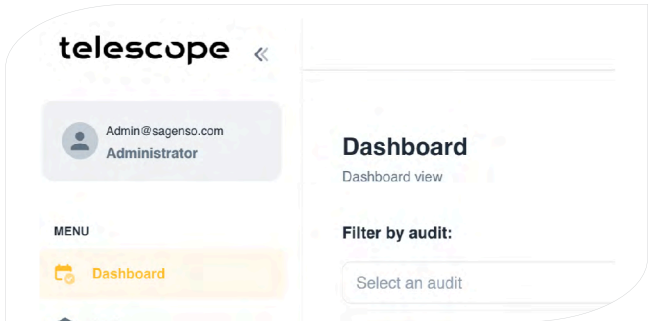 telescope
Admin@sagenso.com
Administrator
MENU
Dashboard
Dashboard
Dashboard view
Filter by audit:
Select an audit